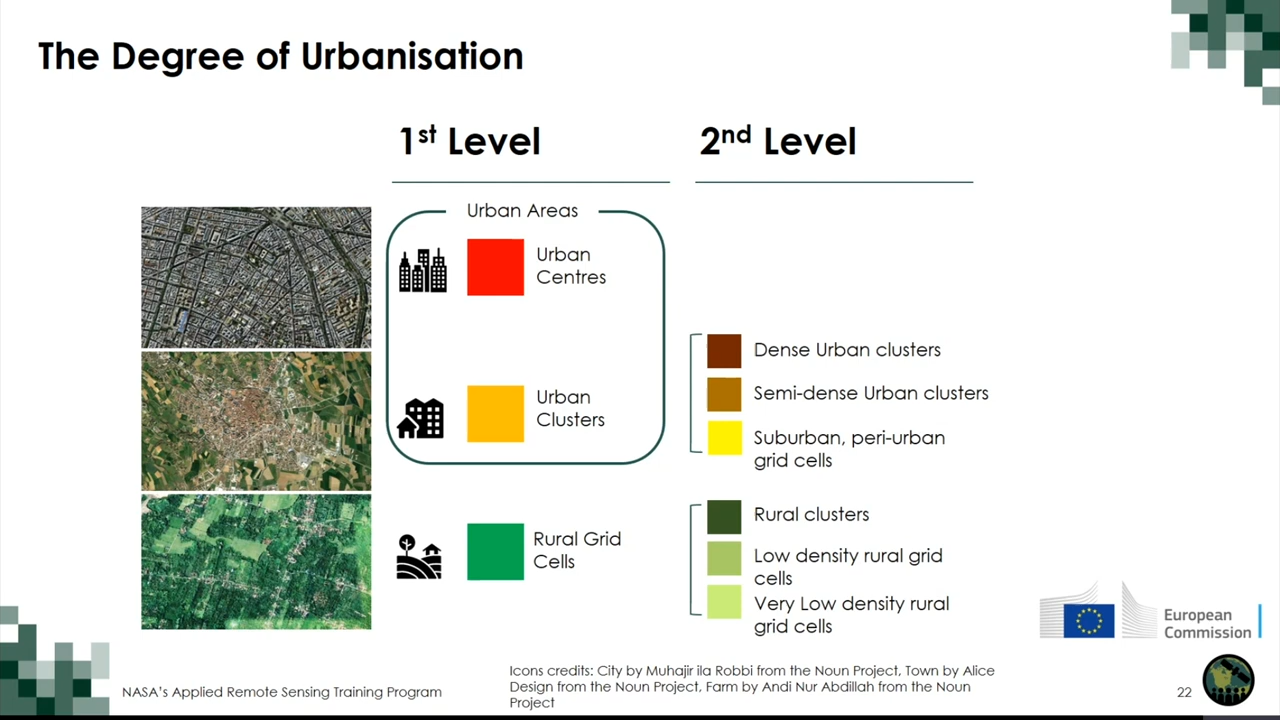 The Degree of Urbanisation
1st Level
2nd Level
Urban Areas
Urban
Centres
Urban
Clusters
Rural Grid
Cells
Dense Urban clusters
Semi-dense Urban clusters
Suburban, peri-urban
grid cells
Rural clusters
Low density rural grid
cells
Very Low density rural
grid cells
European
Commission
Icons credits: City by Muhajir ila Robbi from the Noun Project, Town by Alice
Design from the Noun Project, Farm by Andi Nur Abdillah from the Noun
Project
NASA's Applied Remote Sensing Training Program
22